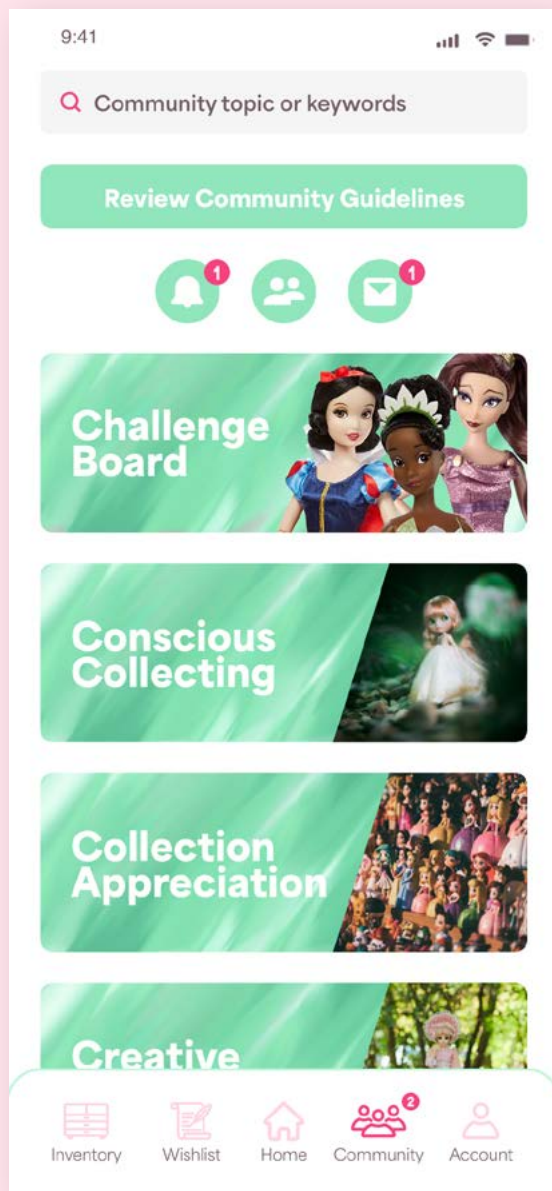 9:41
Community topic or keywords
Review Community Guidelines
1
1
Challenge
Board
Conscious
Collecting
Collection
Appreciation
Creative
2
Inventory
Wishlist
Home
Community
Account